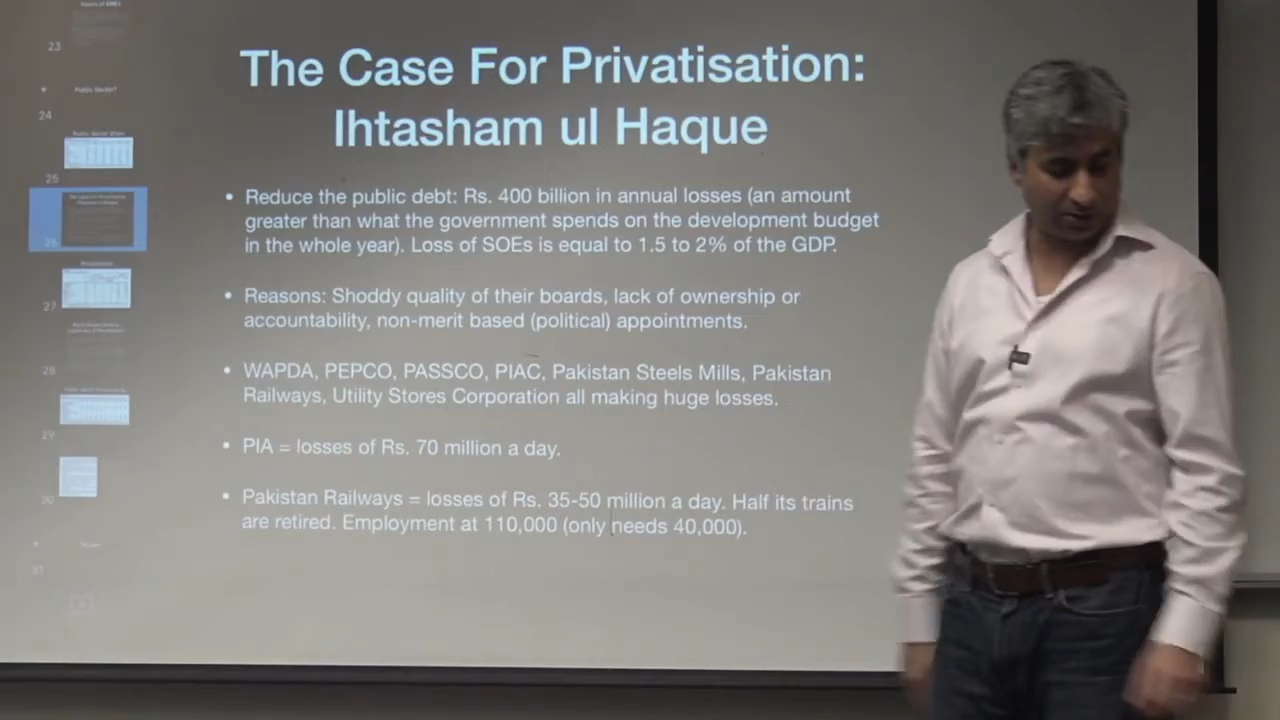 The Case For Privatisation:
Ihtasham ul Haque
• Reduce the public debt: Rs. 400 billion in annual losses (an amount
greater than what the government spends on the development budget
in the whole year). Loss of SOEs is equal to 1.5 to 2% of the GDP.
• Reasons: Shoddy quality of their boards, lack of ownership or
accountability, non-merit based (political) appointments.
• WAPDA, PEPCO, PASSCO, PIAC, Pakistan Steels Mills, Pakistan
Railways, Utility Stores Corporation all making huge losses.
• PIA = losses of Rs. 70 million a day.
• Pakistan Railways = losses of Rs. 35-50 million a day. Half its trains
are retired. Employment at 110,000 (only needs 40,000).
23
Public Sector?
24
25
26
27
28
29